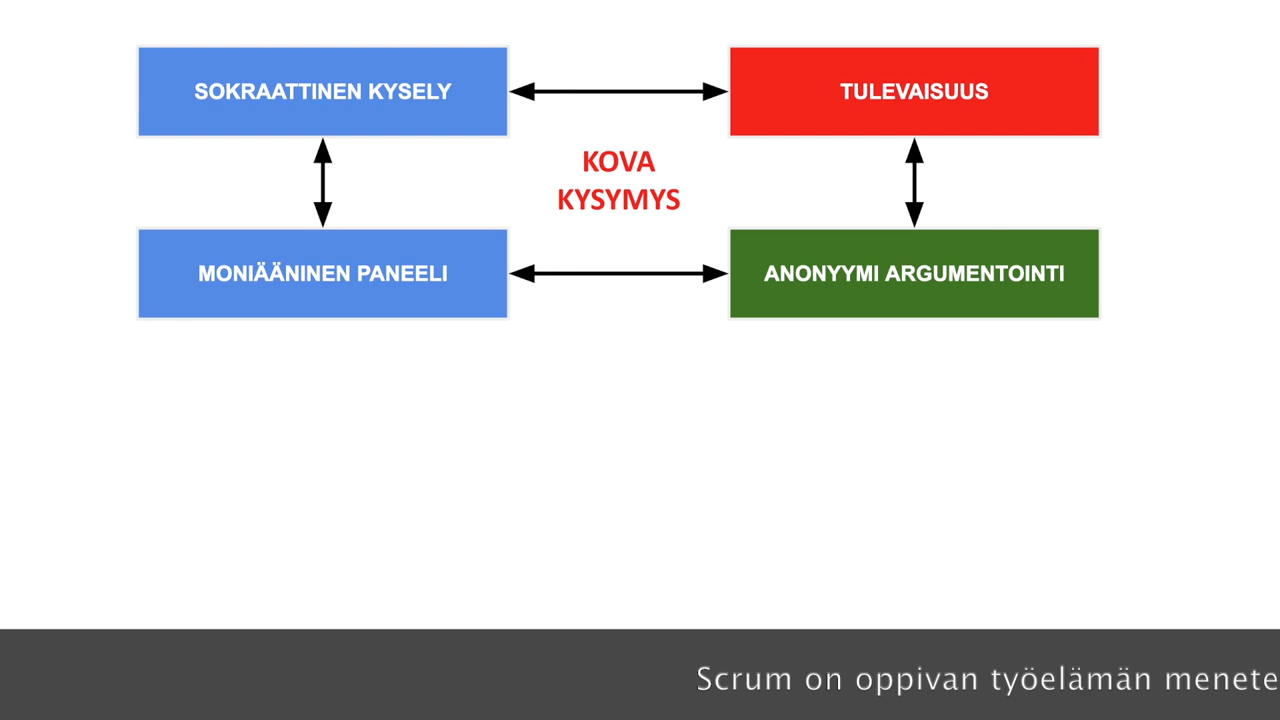 SOKRAATTINEN KYSELY
TULEVAISUUS
KOVA
KYSYMYS
MONIÄÄNINEN PANEELI
ANONYYMI ARGUMENTOINTI
Scrum on oppivan työelämän menete